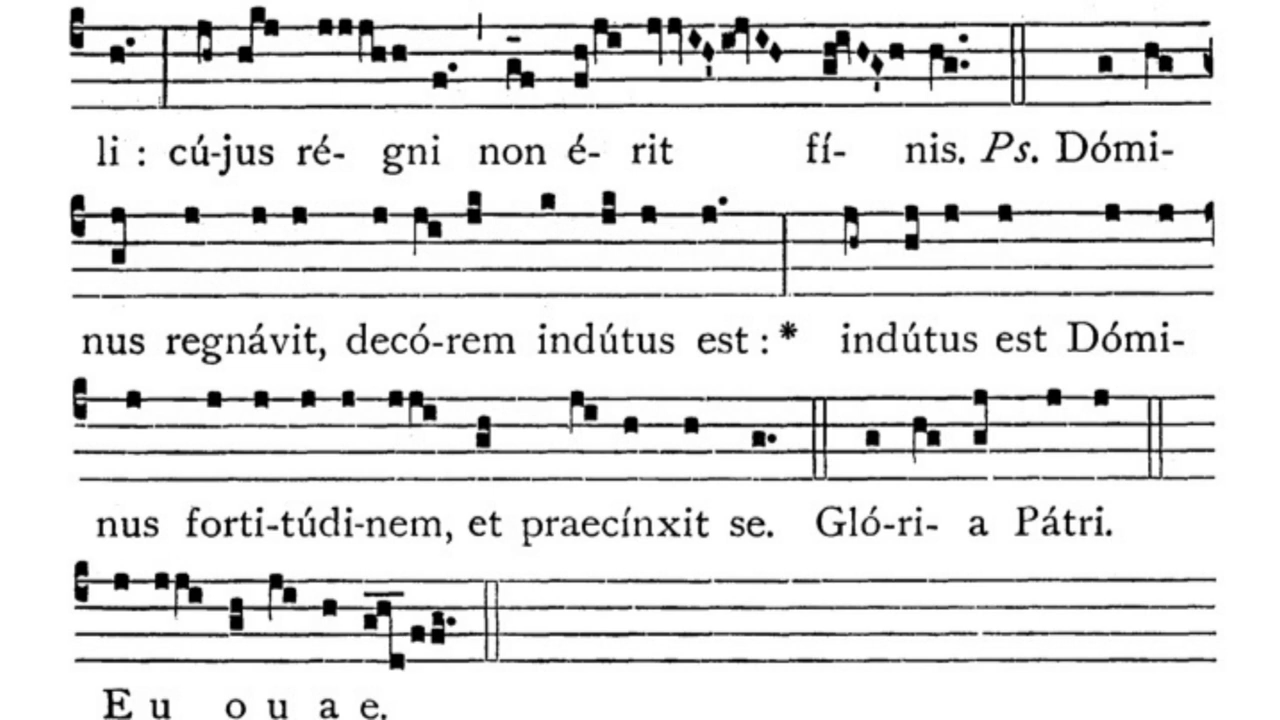 li : cú-jus ré- gni non é- rit fí- nis. Ps. Dómi-
nus regnávit, decó-rem indútus est : * indútus est Dómi-
nus forti-túdi-nem, et praecínxit se. Gló-ri- a Pátri.
E u o u a e.